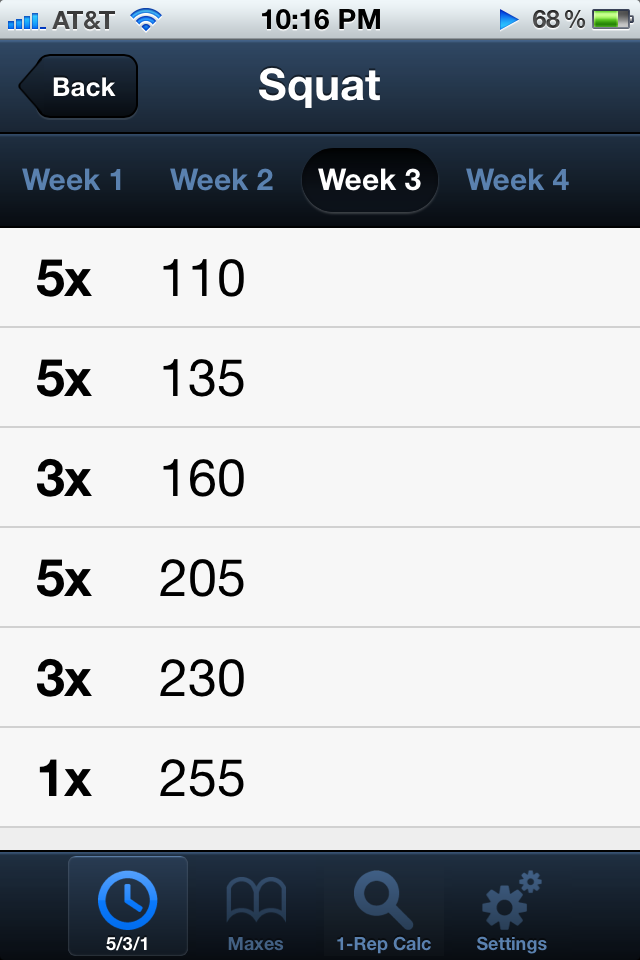 AT&T 10:16 PM 68 %
Back Squat
Week 1 Week 2 Week 3 Week 4
5x 110
5x 135
3x 160
5x 205
3x 230
1x 255
5/3/1 Maxes 1-Rep Calc Settings